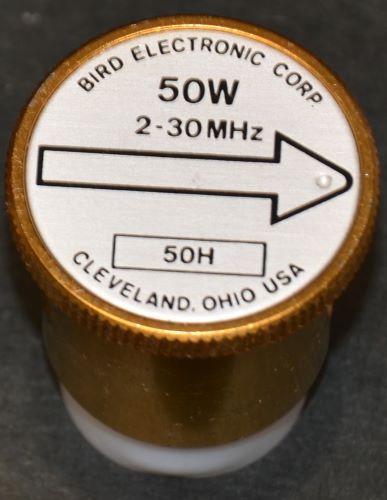 BIRD ELECTRONIC CORP.
50W
2-30MHz
50H
CLEVELAND, OHIO USA